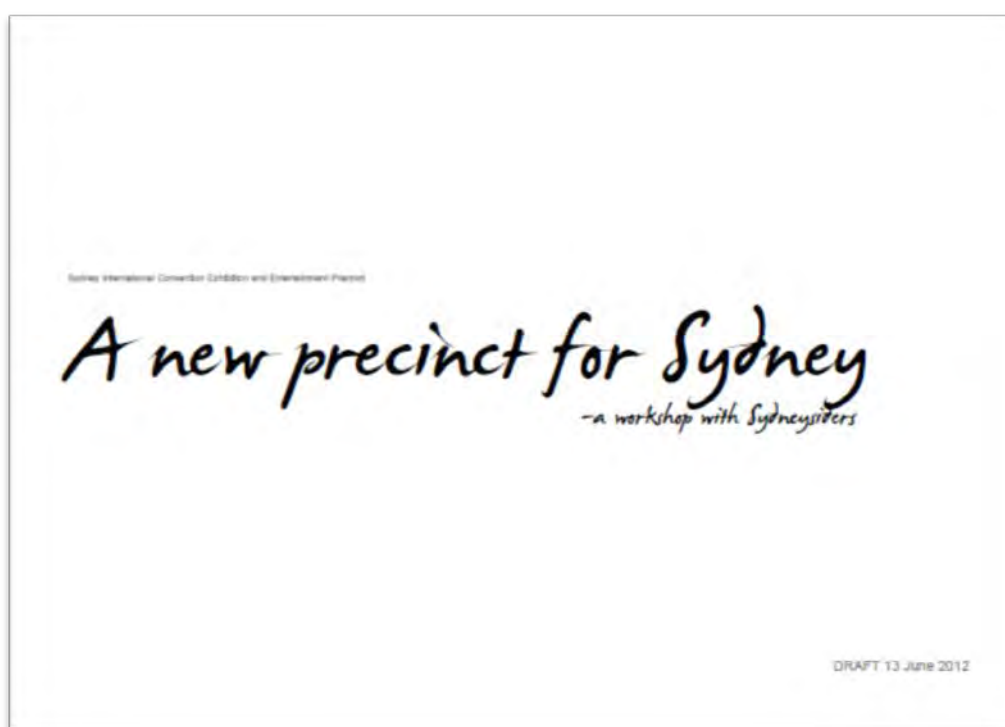 Sydney International Convention Exhibition and Entertainment Precinct
A new precinct for Sydney
-a workshop with Sydneysiders
DRAFT 13 June 2012